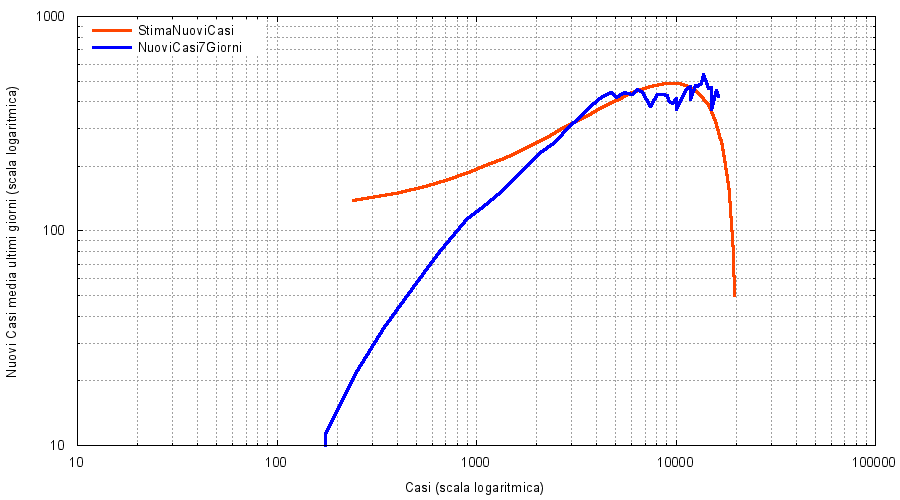 1000
StimaNuoviCasi
NuoviCasi7Giorni
100
10
Nuovi Casi media ultimi giorni (scala logaritmica)
10 100 1000 10000 100000
Casi (scala logaritmica)